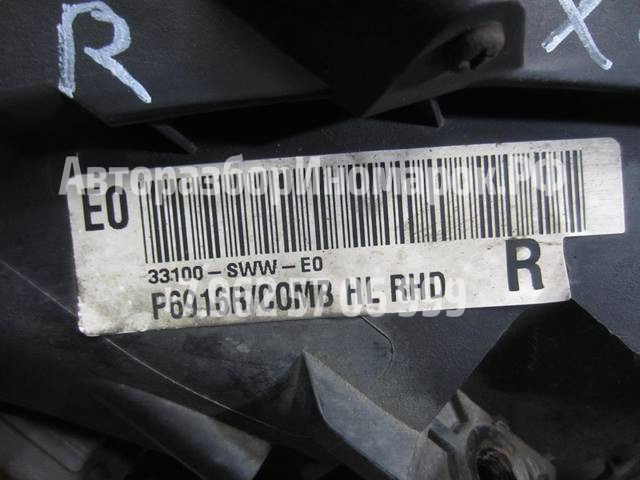 R
X
АвторазборИномарок.РФ
E0
33100-SWW-E0
P6916R/COMB HL RHD
R